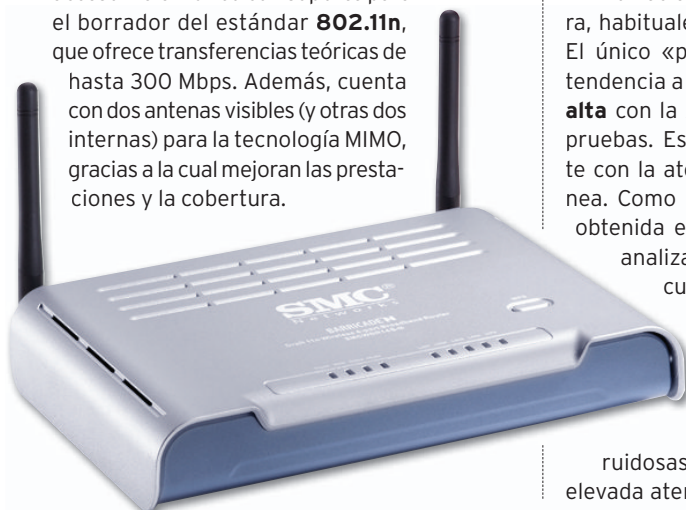 el borrador del estándar 802.11n,
que ofrece transferencias teóricas de
hasta 300 Mbps. Además, cuenta
con dos antenas visibles (y otras dos
internas) para la tecnología MIMO,
gracias a la cual mejoran las presta-
ciones y la cobertura.
SMC®
Networks
BARRICADE N
ra, habituale
El único «p
tendencia a
alta con la
pruebas. Es
te con la ate
nea. Como
obtenida e
analiza
cu
ruidosas
elevada aten